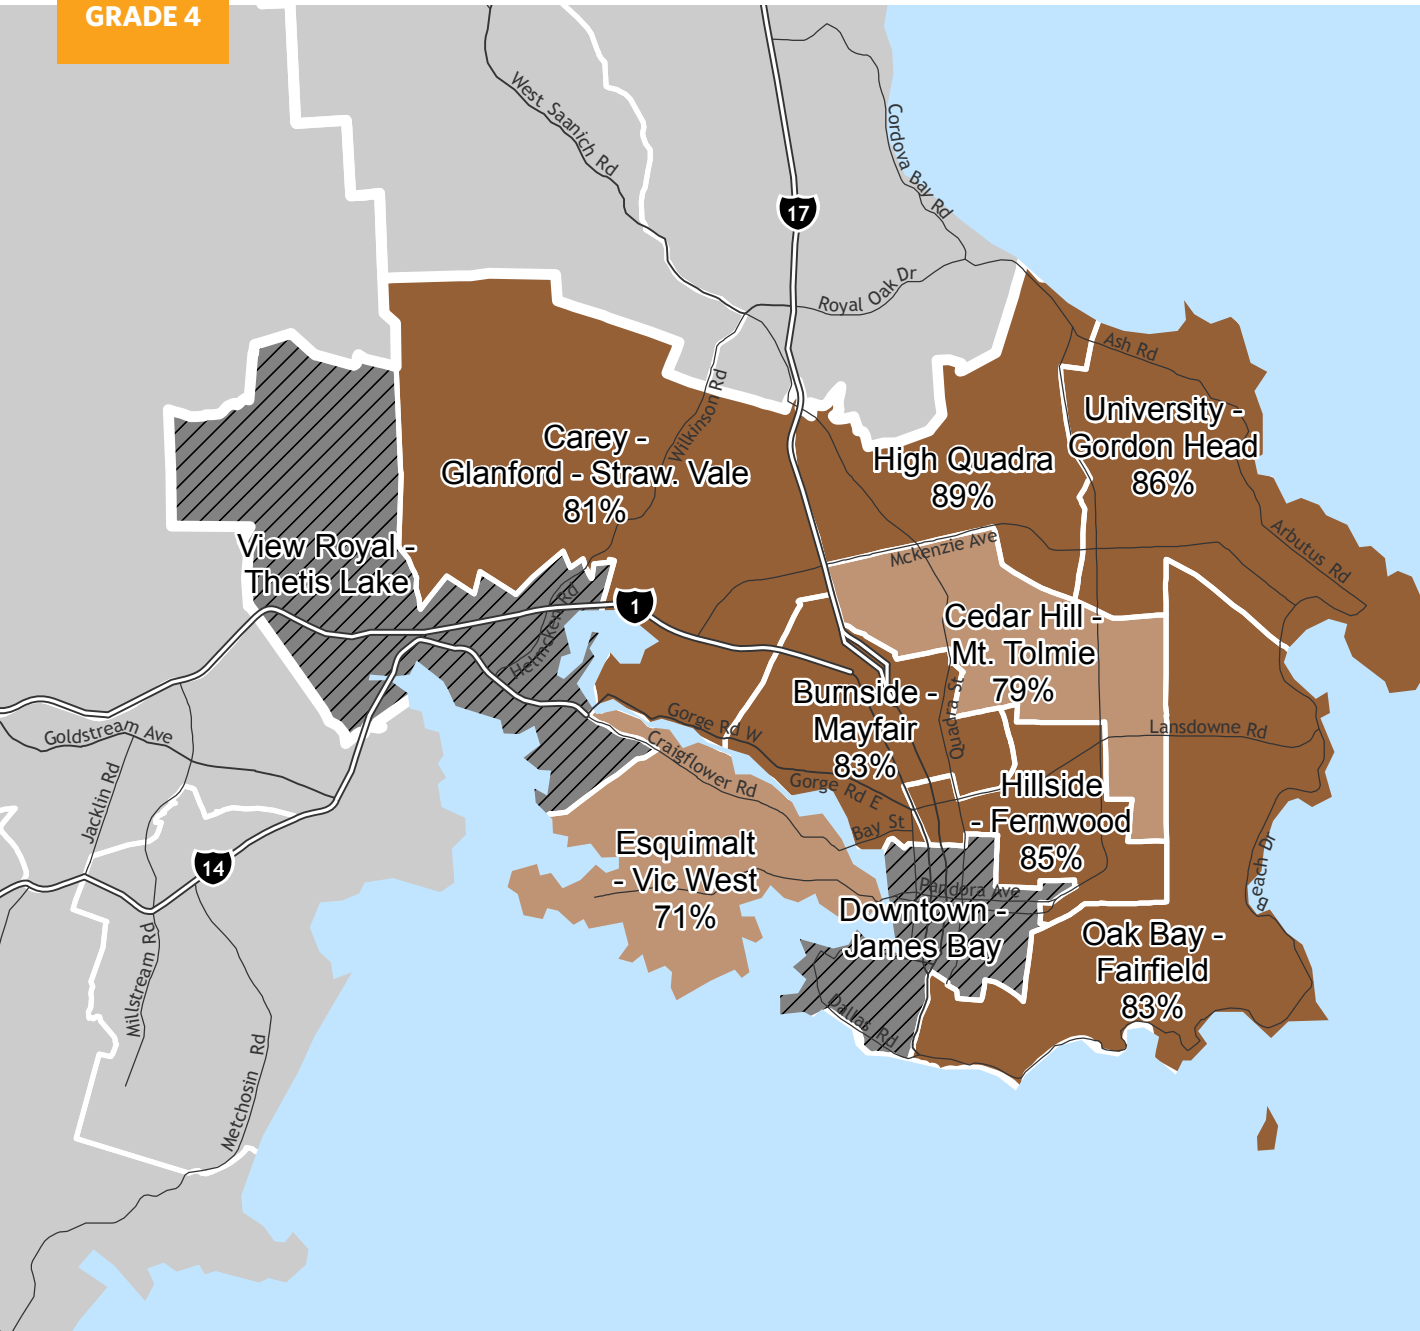 GRADE 4
West Saanich Rd
Cordova Bay Rd
17
Royal Oak Dr
Ash Rd
Wilkinson Rd
University -
Gordon Head
86%
Carey -
Glanford - Straw. Vale
81%
High Quadra
89%
Arbutus Rd
Mckenzie Ave
View Royal -
Thetis Lake
Helmcken Rd
1
Cedar Hill -
Mt. Tolmie
79%
Burnside -
Mayfair
83%
Quadra St
Gorge Rd W
Lansdowne Rd
Goldstream Ave
Craigflower Rd
Gorge Rd E
Jacklin Rd
Hillside
- Fernwood
85%
Bay St
Esquimalt
- Vic West
71%
14
Beach Dr
Pandora Ave
Downtown -
James Bay
Oak Bay -
Fairfield
83%
Millstream Rd
Dallas Rd
Metchosin Rd